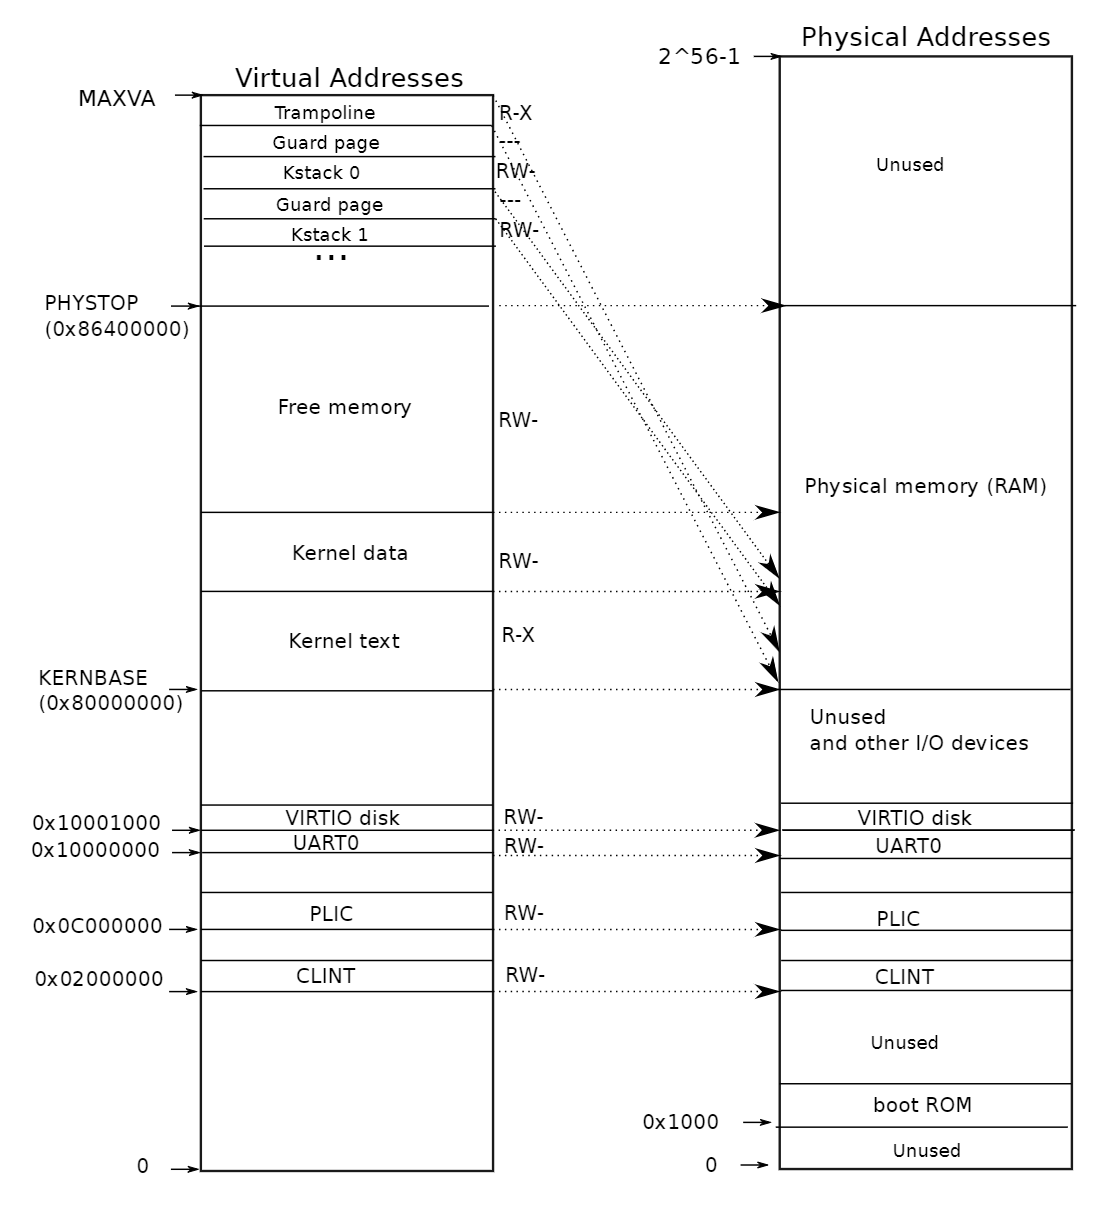 Physical Addresses
2^56-1
Virtual Addresses
MAXVA
Trampoline
R-X
Guard page
---
Kstack 0
RW-
Guard page
---
Kstack 1
RW-
...
Unused
PHYSTOP
(0x86400000)
Free memory
RW-
Physical memory (RAM)
Kernel data
RW-
Kernel text
R-X
KERNBASE
(0x80000000)
Unused
and other I/O devices
0x10001000
VIRTIO disk
RW-
VIRTIO disk
0x10000000
UART0
RW-
UART0
0x0C000000
PLIC
RW-
PLIC
0x02000000
CLINT
RW-
CLINT
Unused
boot ROM
0x1000
Unused
0
0